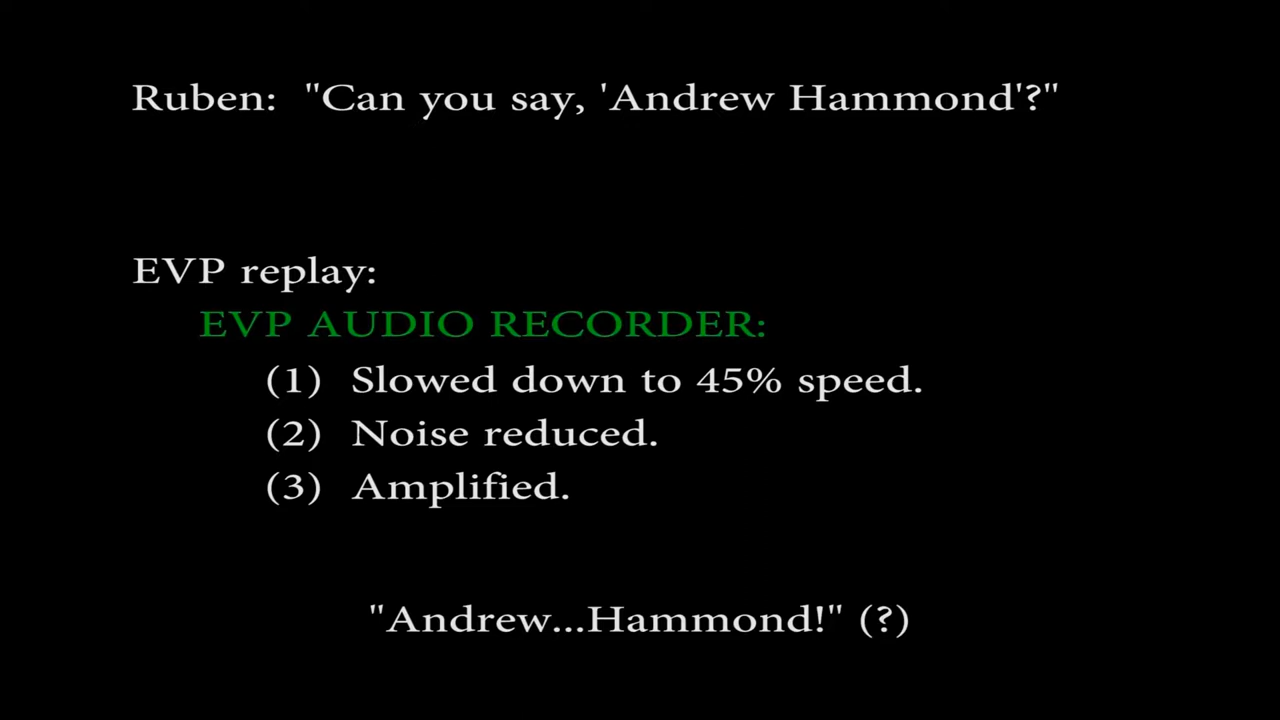 Ruben:  "Can you say, 'Andrew Hammond'?"
EVP replay:
EVP AUDIO RECORDER:
(1)  Slowed down to 45% speed.
(2)  Noise reduced.
(3)  Amplified.
"Andrew...Hammond!" (?)